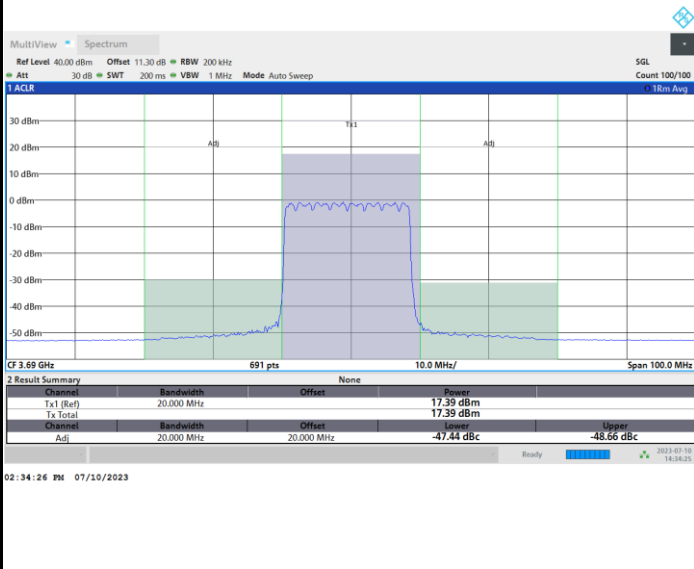 MultiView Spectrum
Ref Level 40.00 dBm Offset 11.30 dB RBW 200 kHz SGL
Att 30 dB SWT 200 ms VBW 1 MHz Mode Auto Sweep Count 100/100
1 ACLR 1Rm Avg
30 dBm
Tx1
20 dBm
Adj Adj
10 dBm
0 dBm
-10 dBm
-20 dBm
-30 dBm
-40 dBm
-50 dBm
CF 3.69 GHz 691 pts 10.0 MHz/ Span 100.0 MHz
2 Result Summary None
Channel Bandwidth Offset Power
Tx1 (Ref) 20.000 MHz 17.39 dBm
Tx Total 17.39 dBm
Channel Bandwidth Offset Lower Upper
Adj 20.000 MHz 20.000 MHz -47.44 dBc -48.66 dBc
Ready 2023-07-10
14:34:25
02:34:26 PM 07/10/2023